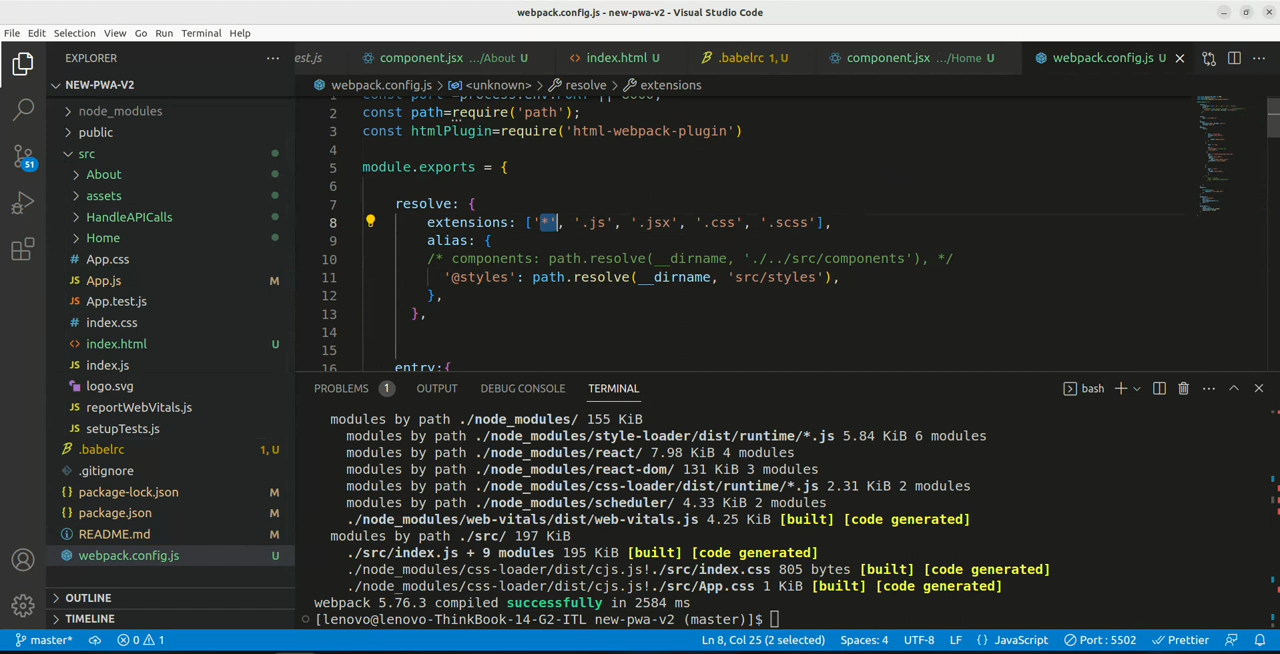 webpack.config.js - new-pwa-v2 - Visual Studio Code
File Edit Selection View Go Run Terminal Help
EXPLORER
est.js component.jsx .../About U index.html U .babelrc 1, U component.jsx .../Home U webpack.config.js U
NEW-PWA-V2
webpack.config.js > <unknown> > resolve > extensions
node_modules
public
src
About
assets
HandleAPICalls
Home
App.css
App.js M
App.test.js
index.css
index.html U
index.js
logo.svg
reportWebVitals.js
setupTests.js
.babelrc 1, U
.gitignore
package-lock.json M
package.json M
README.md M
webpack.config.js U
OUTLINE
TIMELINE
2 const path=require('path');
3 const htmlPlugin=require('html-webpack-plugin')
4
5 module.exports = {
6
7 resolve: {
8 extensions: ['*', '.js', '.jsx', '.css', '.scss'],
9 alias: {
10 /* components: path.resolve(__dirname, './../src/components'), */
11 '@styles': path.resolve(__dirname, 'src/styles'),
12 },
13 },
14
15
16 entry:{
PROBLEMS 1 OUTPUT DEBUG CONSOLE TERMINAL bash
modules by path ./node_modules/ 155 KiB
modules by path ./node_modules/style-loader/dist/runtime/*.js 5.84 KiB 6 modules
modules by path ./node_modules/react/ 7.98 KiB 4 modules
modules by path ./node_modules/react-dom/ 131 KiB 3 modules
modules by path ./node_modules/css-loader/dist/runtime/*.js 2.31 KiB 2 modules
modules by path ./node_modules/scheduler/ 4.33 KiB 2 modules
./node_modules/web-vitals/dist/web-vitals.js 4.25 KiB [built] [code generated]
modules by path ./src/ 197 KiB
./src/index.js + 9 modules 195 KiB [built] [code generated]
./node_modules/css-loader/dist/cjs.js!./src/index.css 805 bytes [built] [code generated]
./node_modules/css-loader/dist/cjs.js!./src/App.css 1 KiB [built] [code generated]
webpack 5.76.3 compiled successfully in 2584 ms
[lenovo@lenovo-ThinkBook-14-G2-ITL new-pwa-v2 (master)]$
51
master* 0 1 Ln 8, Col 25 (2 selected) Spaces: 4 UTF-8 LF {} JavaScript Port : 5502 Prettier